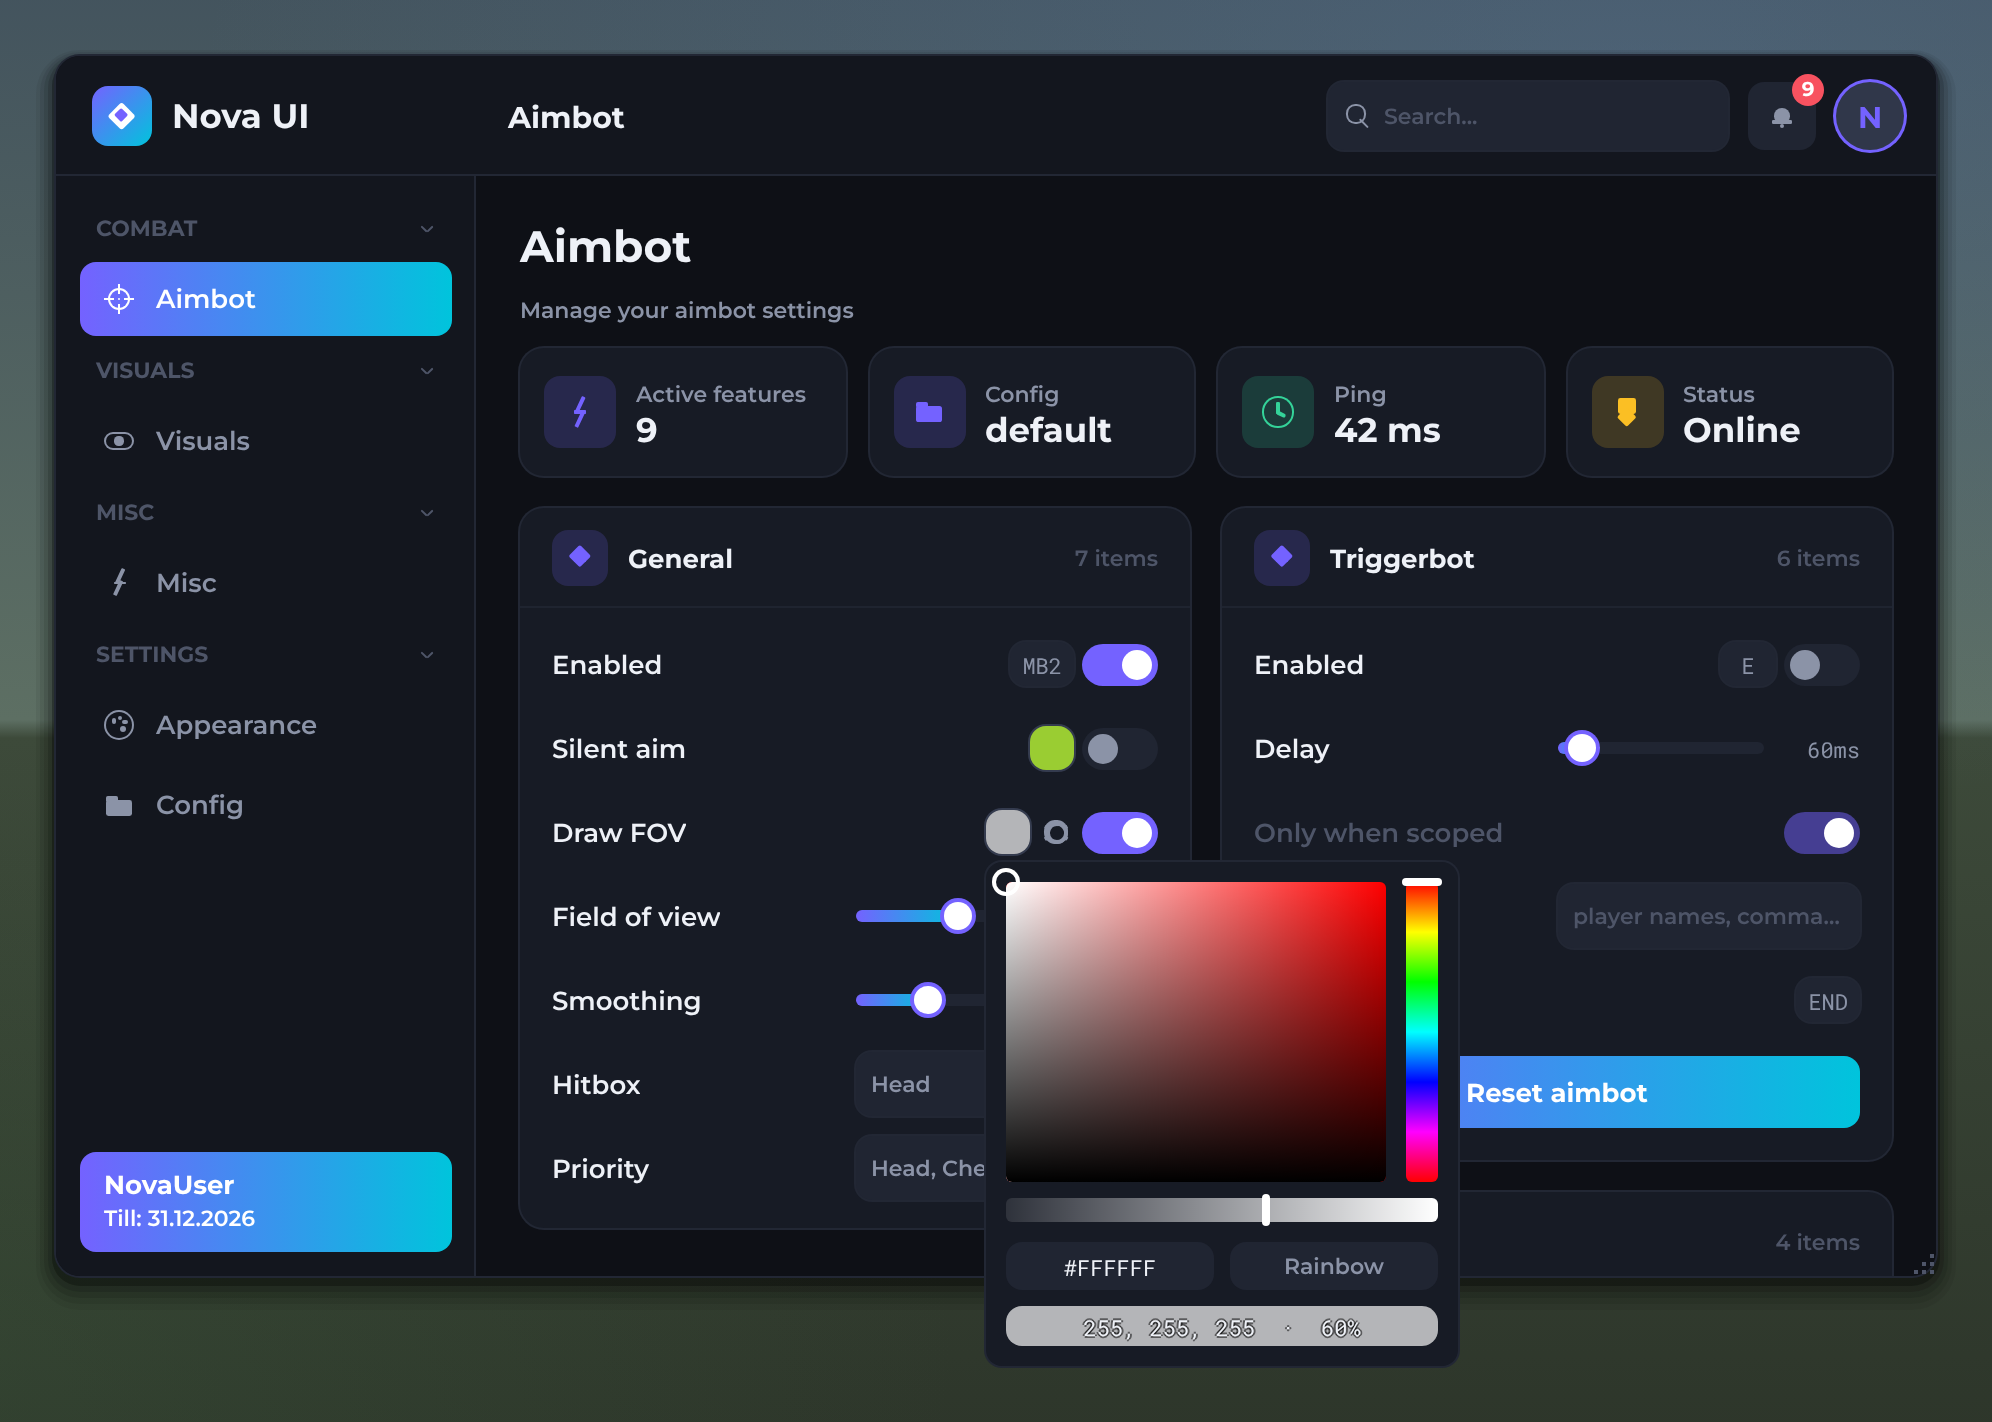 Nova UI
Aimbot
Search...
9
N
COMBAT
Aimbot
VISUALS
Visuals
MISC
Misc
SETTINGS
Appearance
Config
NovaUser
Till: 31.12.2026
Aimbot
Manage your aimbot settings
Active features
9
Config
default
Ping
42 ms
Status
Online
General
7 items
Enabled
MB2
Silent aim
Draw FOV
Field of view
Smoothing
Hitbox
Head
Priority
Head, Che
Triggerbot
6 items
Enabled
E
Delay
60ms
Only when scoped
player names, comma...
END
Reset aimbot
4 items
#FFFFFF
Rainbow
255, 255, 255 · 60%